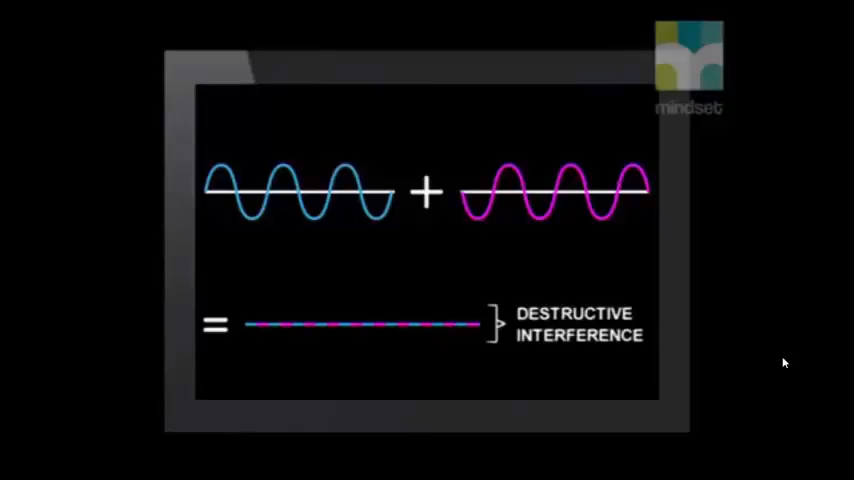 mindset
+
=
DESTRUCTIVE
INTERFERENCE